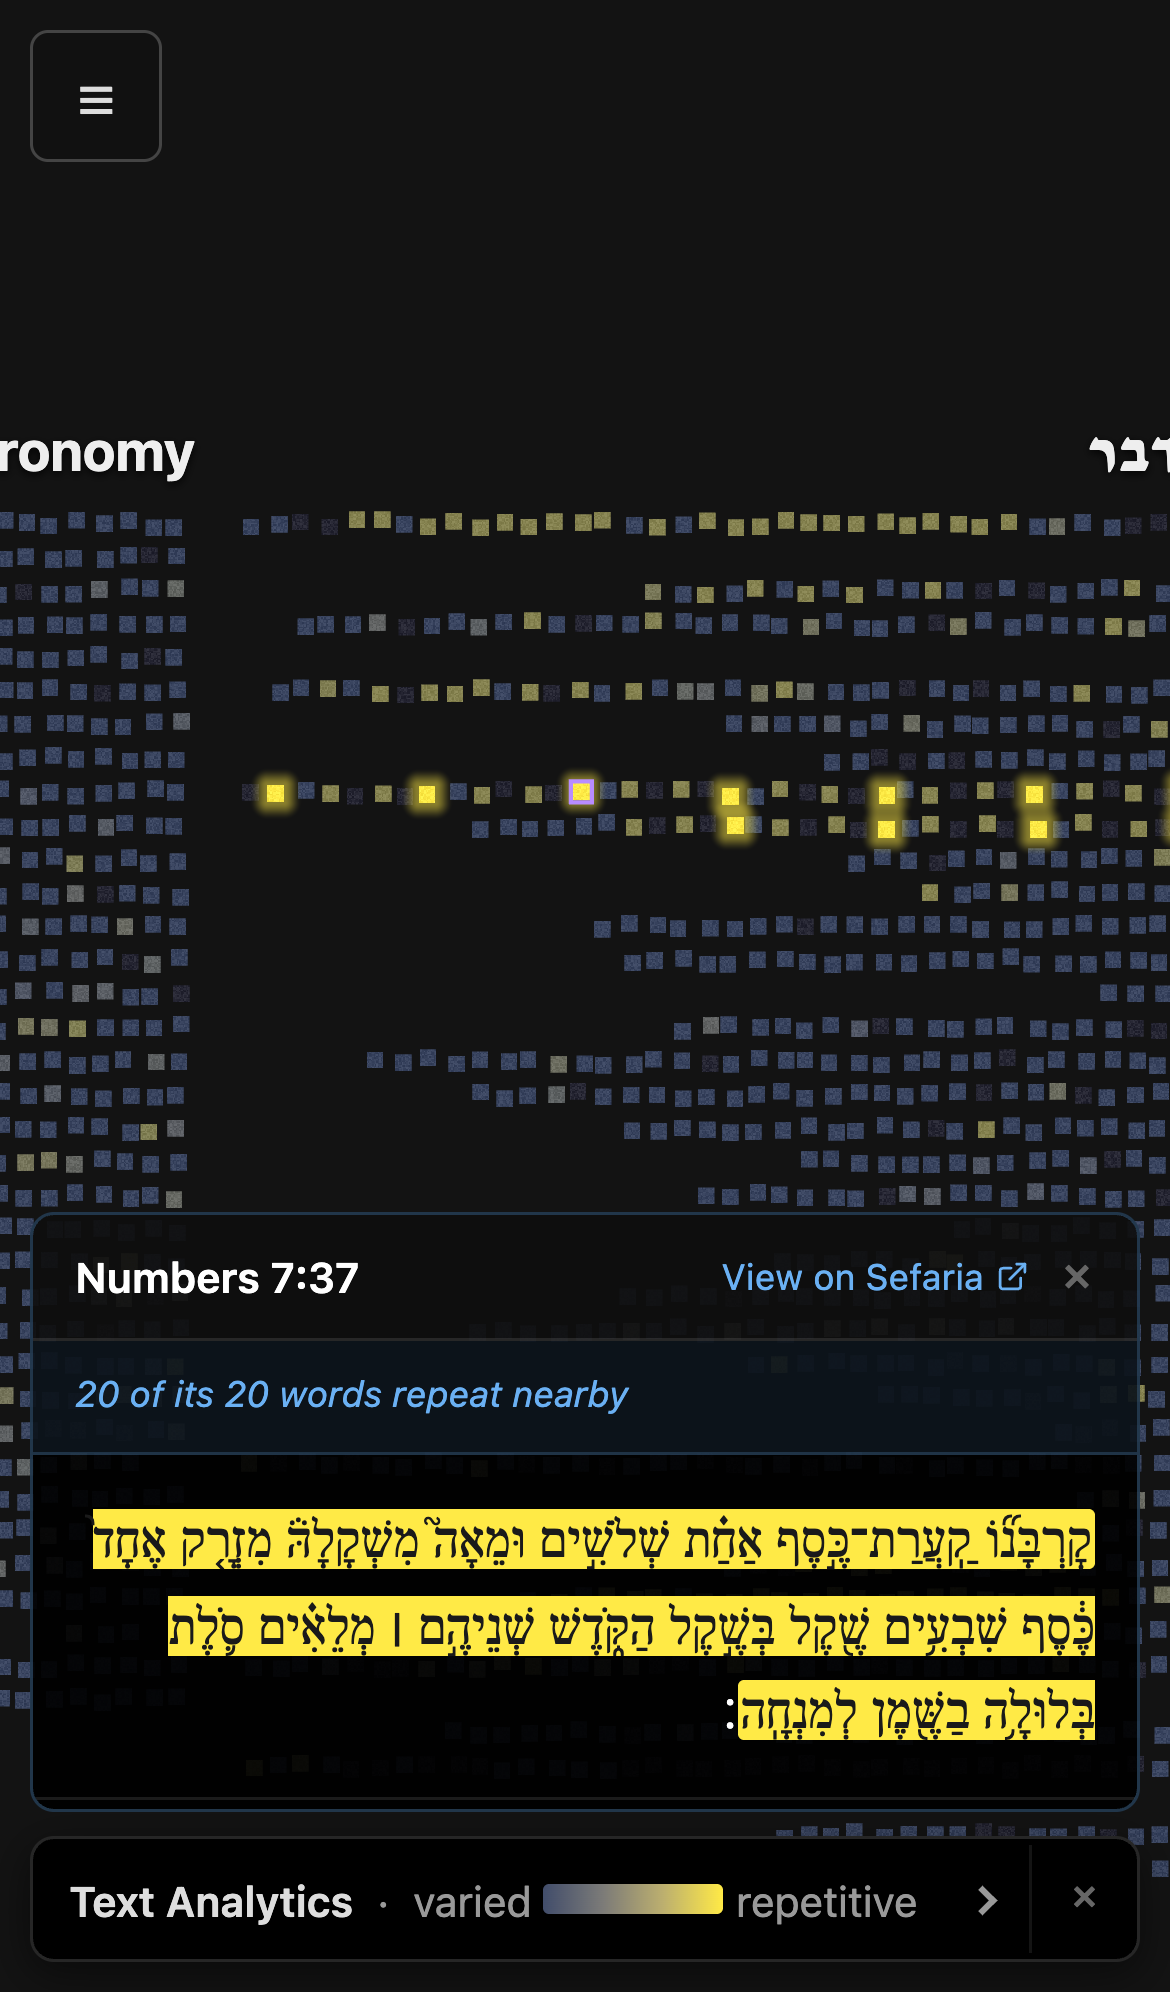 ronomy
דבר
Numbers 7:37
View on Sefaria
20 of its 20 words repeat nearby
קׇרְבָּנ֞וֹ קַֽעֲרַת־כֶּ֣סֶף אַחַ֗ת שְׁלֹשִׁ֣ים וּמֵאָה֮ מִשְׁקָלָהּ֒ מִזְרָ֤ק אֶחָד֙
כֶּ֔סֶף שִׁבְעִ֥ים שֶׁ֖קֶל בְּשֶׁ֣קֶל הַקֹּ֑דֶשׁ שְׁנֵיהֶ֣ם ׀ מְלֵאִ֗ים סֹ֛לֶת
בְּלוּלָ֥ה בַשֶּׁ֖מֶן לְמִנְחָֽה׃
Text Analytics · varied repetitive